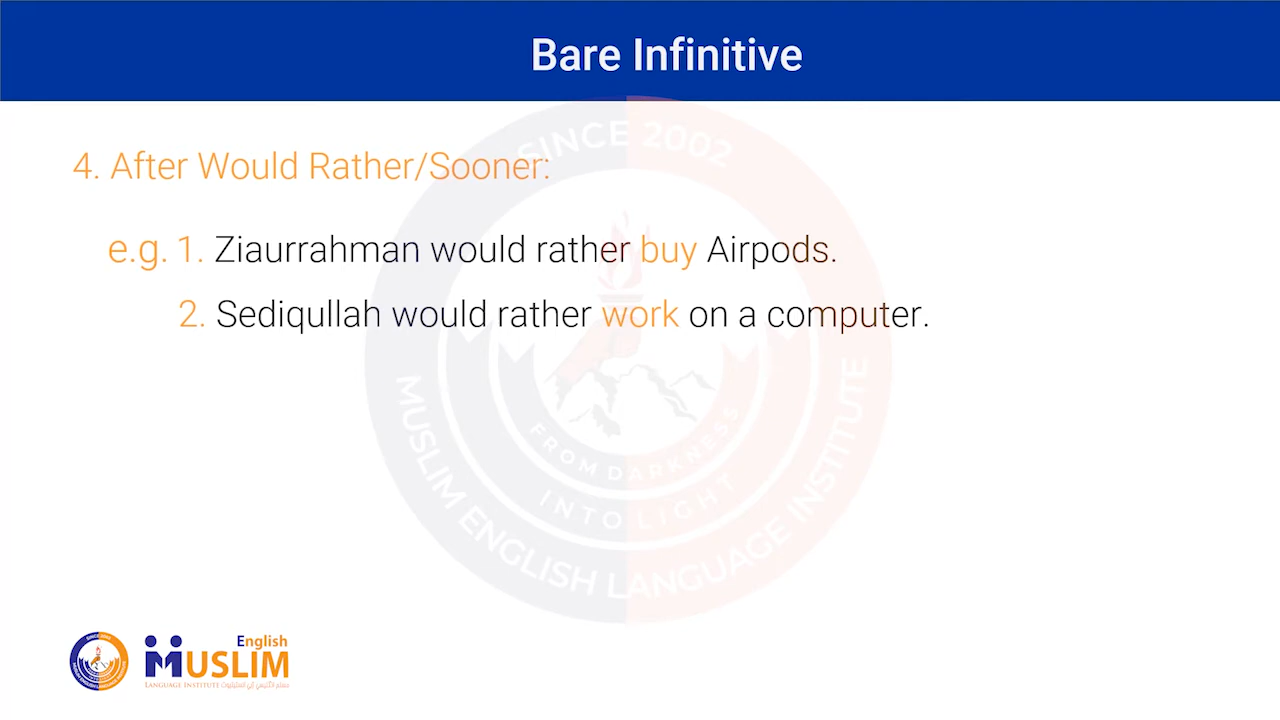 Bare Infinitive
4. After Would Rather/Sooner:
e.g. 1. Ziaurrahman would rather buy Airpods.
2. Sediqullah would rather work on a computer.
SINCE 2002
FROM DARKNESS
INTO LIGHT
MUSLIM ENGLISH LANGUAGE INSTITUTE
English
MUSLIM
LANGUAGE INSTITUTE